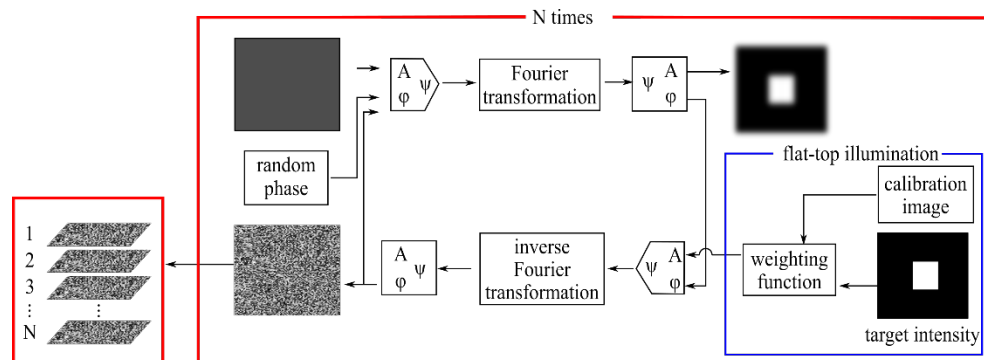 N times
A
φ
ψ
Fourier
transformation
ψ
A
φ
random
phase
flat-top illumination
calibration
image
1
2
3
⋮
⋮
N
A
φ
ψ
inverse
Fourier
transformation
ψ
A
φ
weighting
function
target intensity